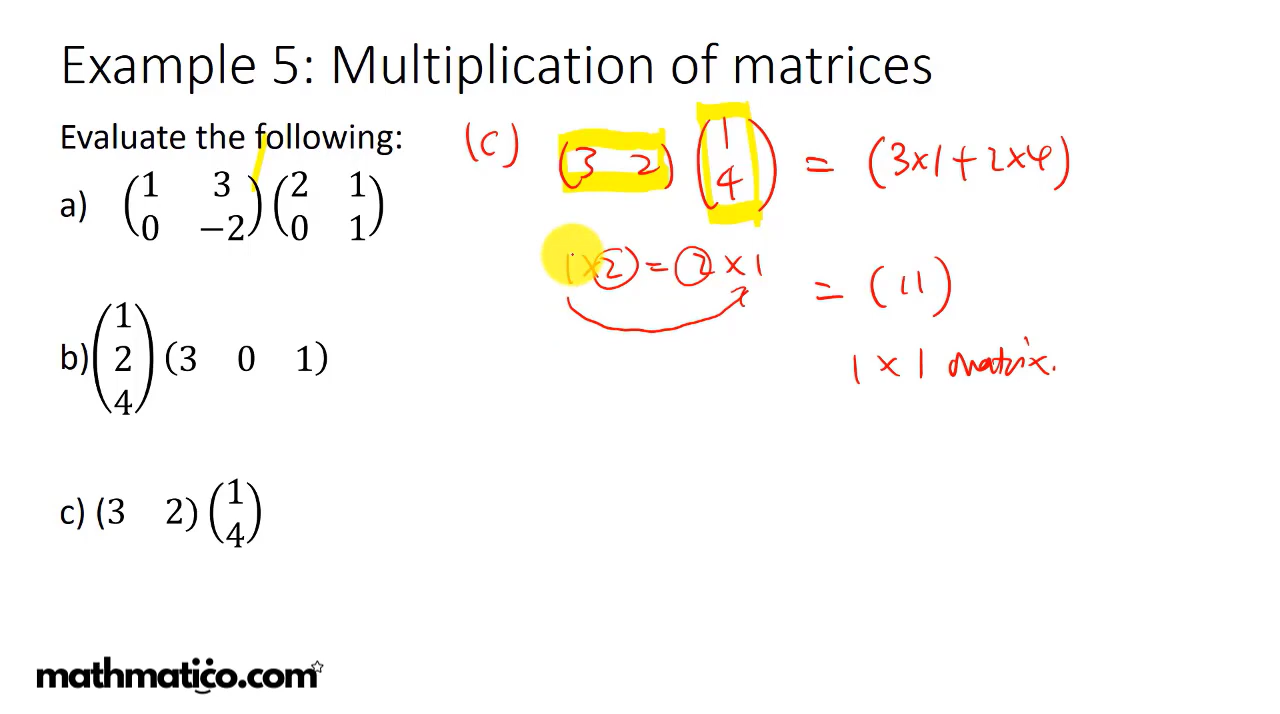 Example 5: Multiplication of matrices
Evaluate the following:
a) (1 3
0 −2) (2 1
0 1)
b) (1
2
4) (3 0 1)
c) (3 2) (1
4)
(c) (3 2) (1
4) = (3×1+2×4)
1×2 = 2×1
= (11)
1×1 matrix.
mathmatico.com